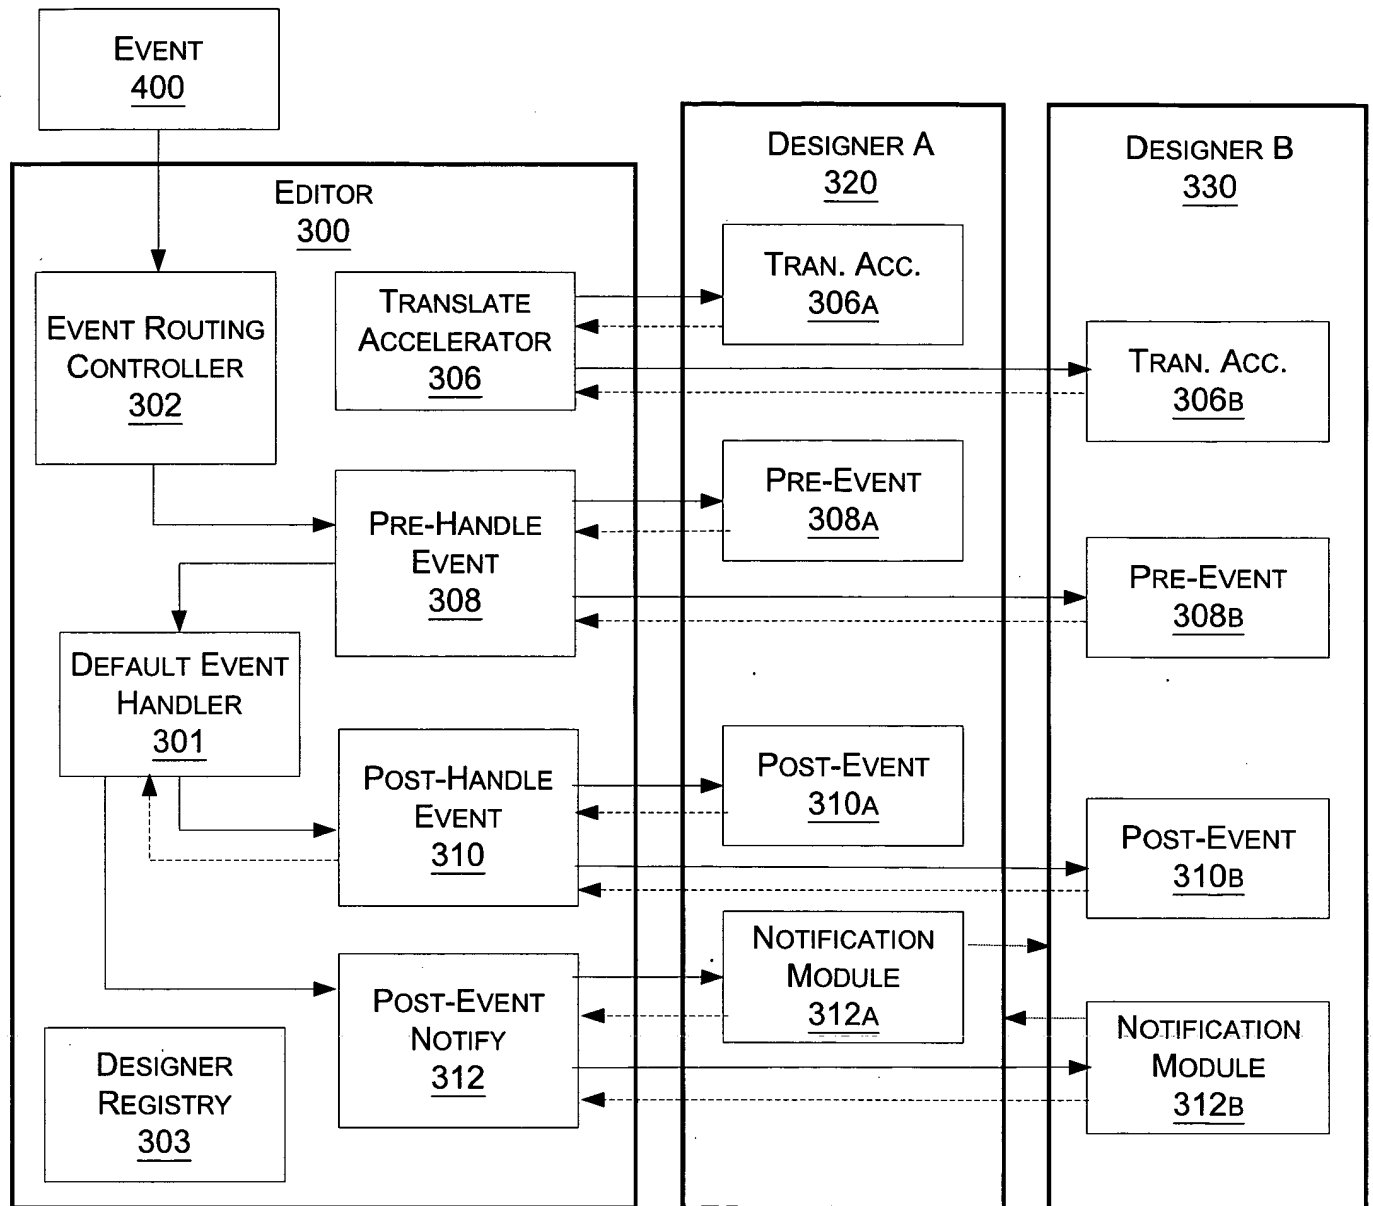 EVENT
400
EDITOR
300
EVENT ROUTING
CONTROLLER
302
TRANSLATE
ACCELERATOR
306
PRE-HANDLE
EVENT
308
DEFAULT EVENT
HANDLER
301
POST-HANDLE
EVENT
310
POST-EVENT
NOTIFY
312
DESIGNER
REGISTRY
303
DESIGNER A
320
TRAN. ACC.
306A
PRE-EVENT
308A
POST-EVENT
310A
NOTIFICATION
MODULE
312A
DESIGNER B
330
TRAN. ACC.
306B
PRE-EVENT
308B
POST-EVENT
310B
NOTIFICATION
MODULE
312B